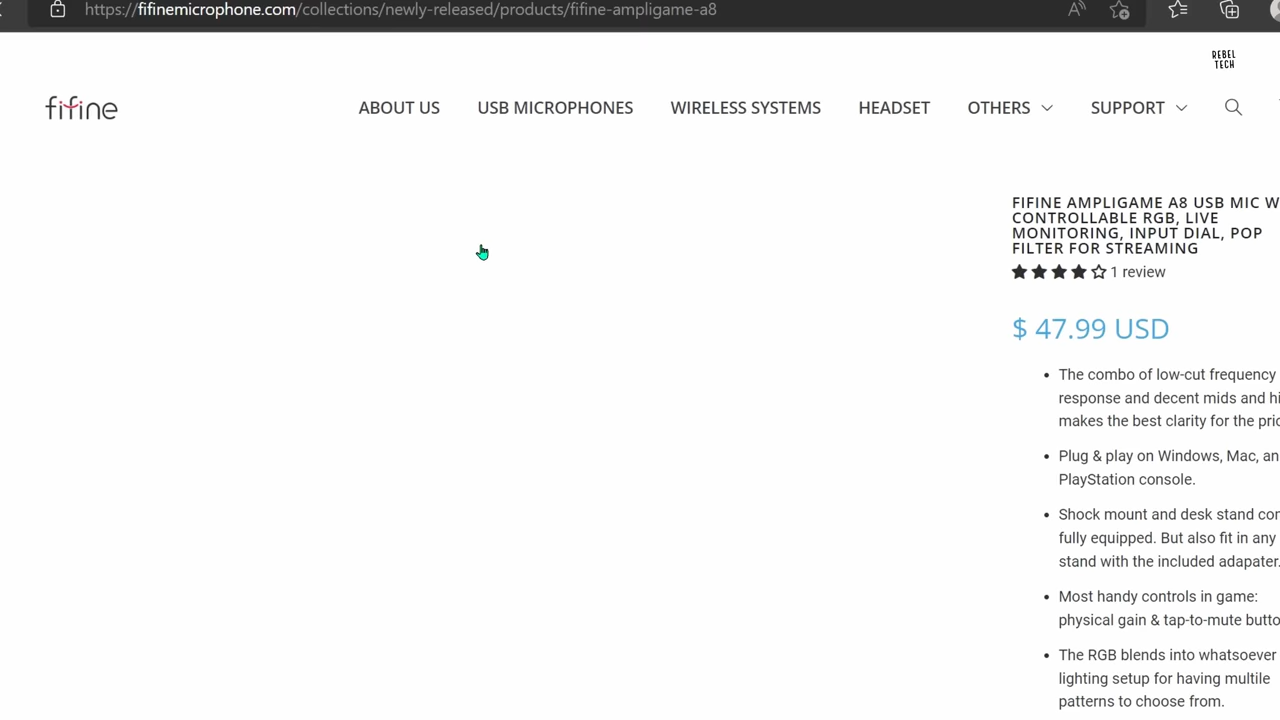 https://fifinemicrophone.com/collections/newly-released/products/fifine-ampligame-a8
REBEL
TECH
fifine
ABOUT US
USB MICROPHONES
WIRELESS SYSTEMS
HEADSET
OTHERS
SUPPORT
FIFINE AMPLIGAME A8 USB MIC W
CONTROLLABLE RGB, LIVE
MONITORING, INPUT DIAL, POP
FILTER FOR STREAMING
1 review
$ 47.99 USD
• The combo of low-cut frequency
response and decent mids and hi
makes the best clarity for the pric
• Plug & play on Windows, Mac, an
PlayStation console.
• Shock mount and desk stand con
fully equipped. But also fit in any
stand with the included adapater.
• Most handy controls in game:
physical gain & tap-to-mute butto
• The RGB blends into whatsoever
lighting setup for having multile
patterns to choose from.